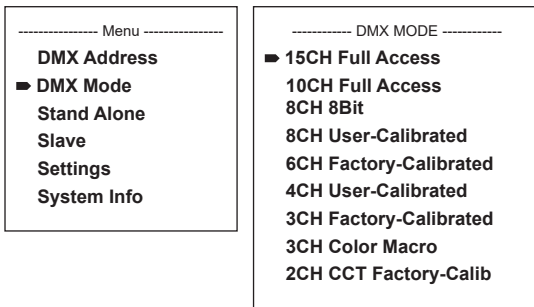 ---------------- Menu ----------------
DMX Address
DMX Mode
Stand Alone
Slave
Settings
System Info
------------ DMX MODE ------------
15CH Full Access
10CH Full Access
8CH 8Bit
8CH User-Calibrated
6CH Factory-Calibrated
4CH User-Calibrated
3CH Factory-Calibrated
3CH Color Macro
2CH CCT Factory-Calib